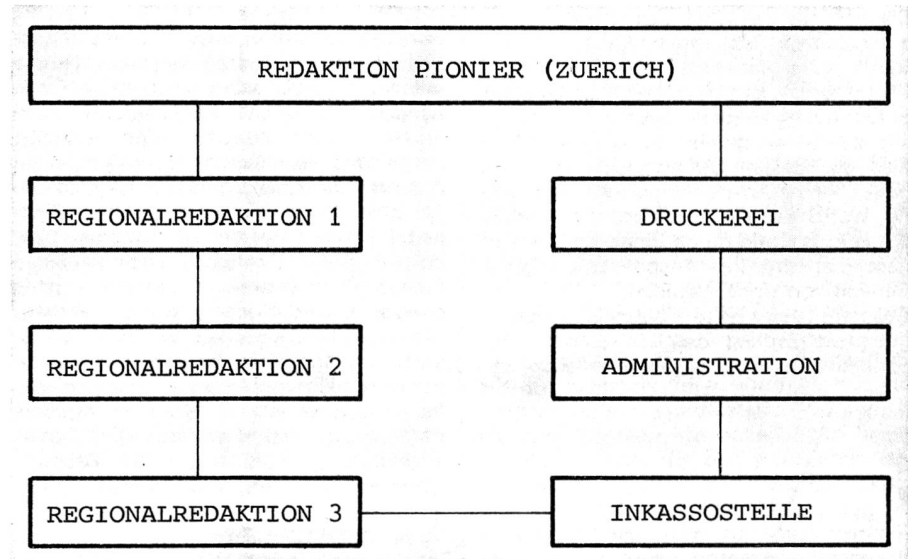 REDAKTION PIONIER (ZUERICH)
REGIONALREDAKTION 1
DRUCKEREI
REGIONALREDAKTION 2
ADMINISTRATION
REGIONALREDAKTION 3
INKASSOSTELLE